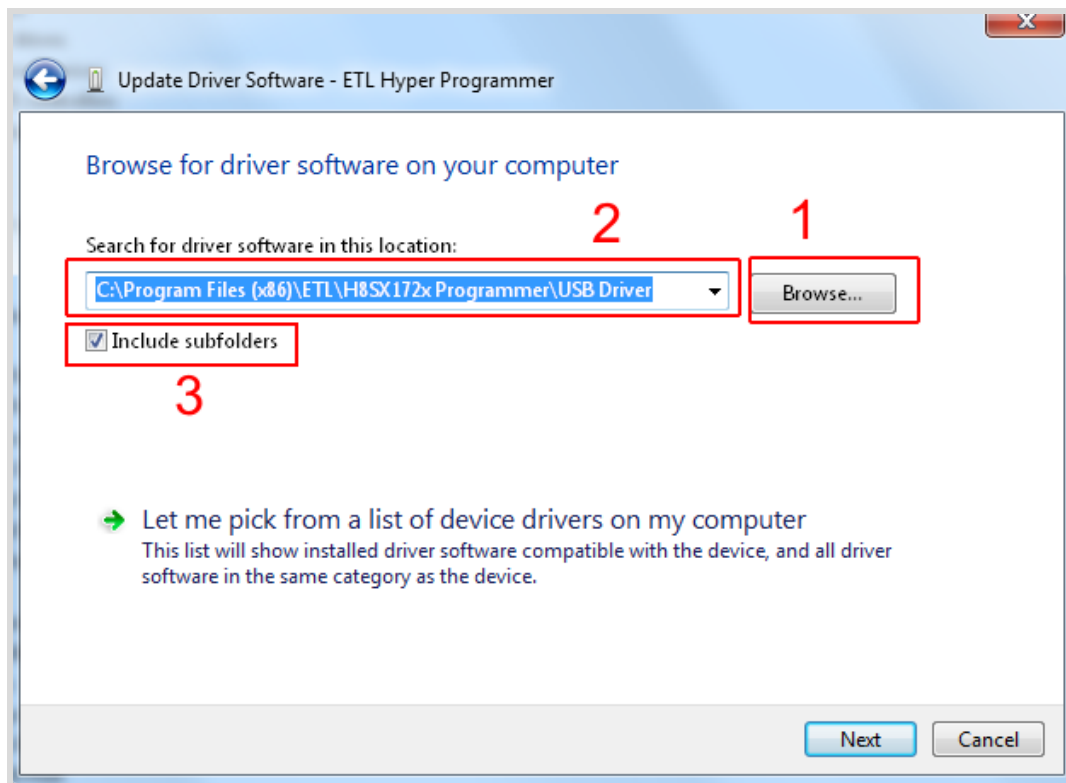 Update Driver Software - ETL Hyper Programmer
Browse for driver software on your computer
2
1
Search for driver software in this location:
C:\Program Files (x86)\ETL\H8SX172x Programmer\USB Driver
Browse...
Include subfolders
3
Let me pick from a list of device drivers on my computer
This list will show installed driver software compatible with the device, and all driver
software in the same category as the device.
Next
Cancel